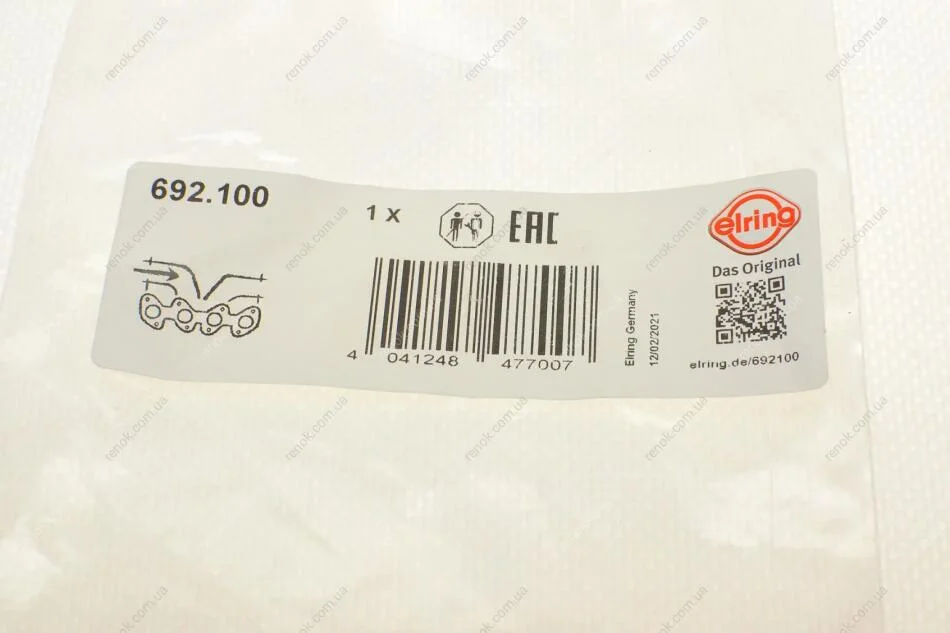 692.100
1 X
EAC
elring
Das Original
4 041248 477007
Elring Germany
12/02/2021
elring.de/692100
renok.com.ua